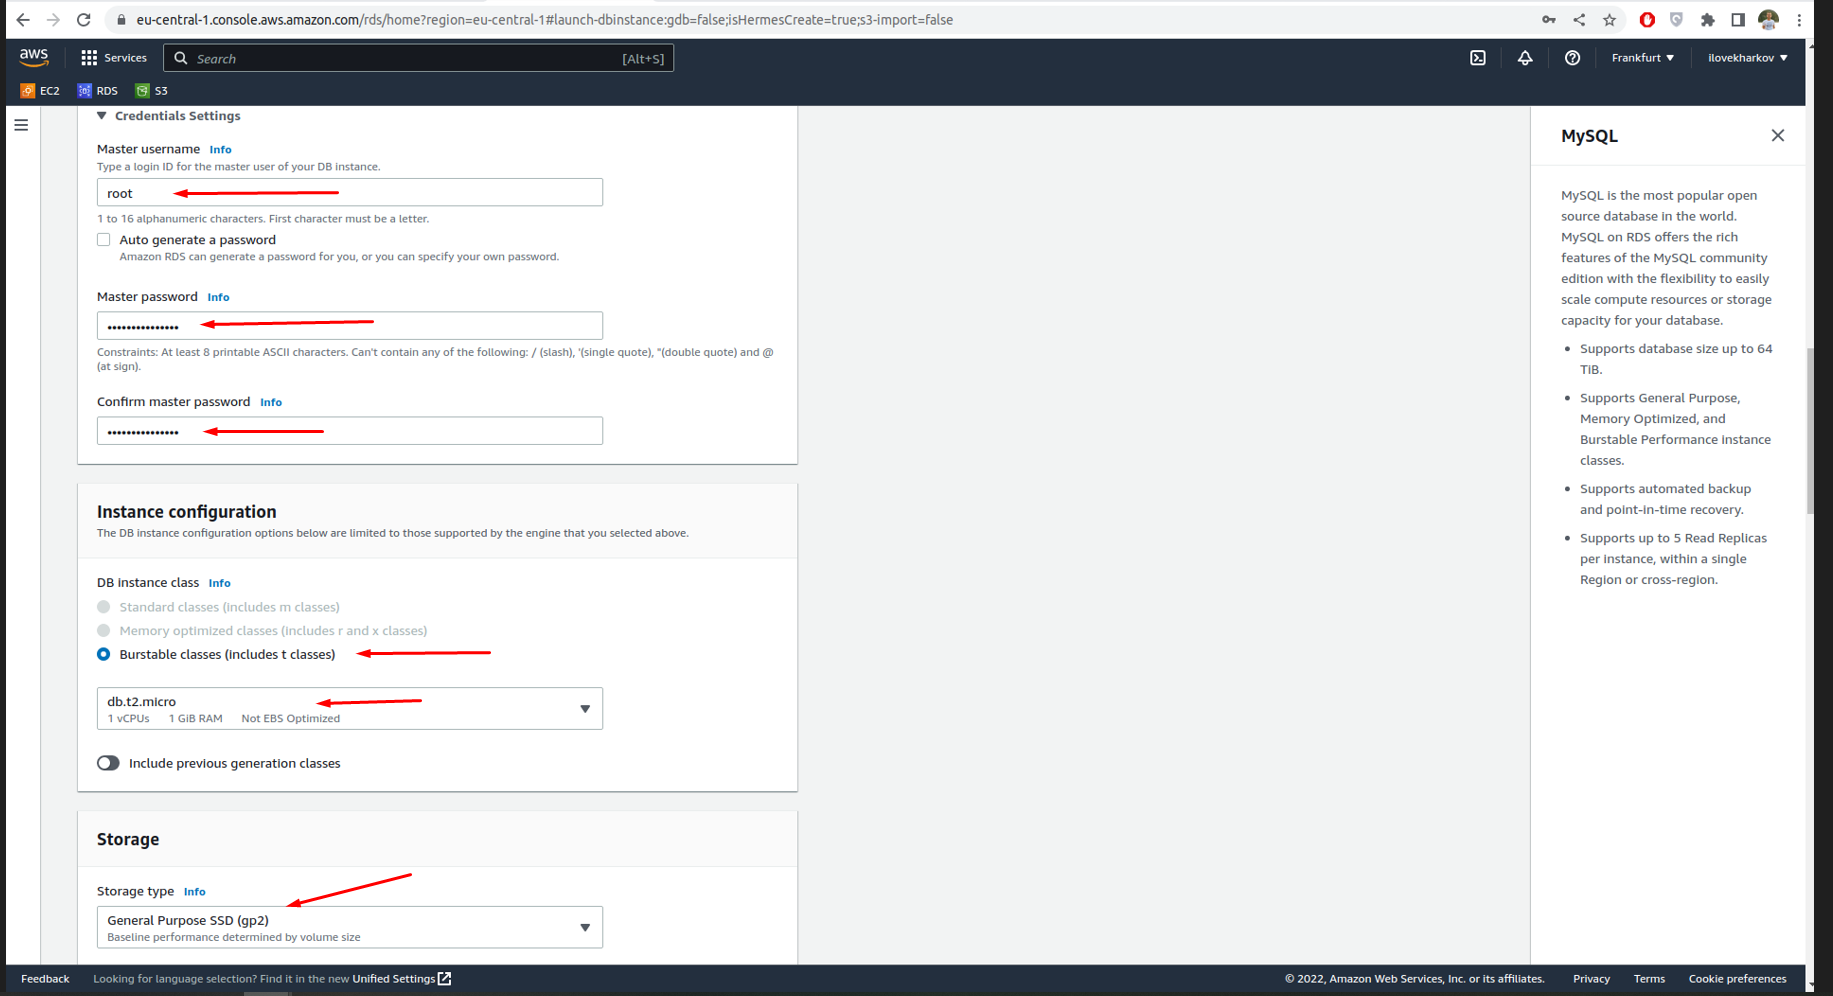 eu-central-1.console.aws.amazon.com/rds/home?region=eu-central-1#launch-dbinstance:gdb=false;isHermesCreate=true;s3-import=false
aws
Services
Search
[Alt+S]
Frankfurt ▼
ilovekharkov ▼
EC2
RDS
S3
▼ Credentials Settings
Master username Info
Type a login ID for the master user of your DB instance.
root
1 to 16 alphanumeric characters. First character must be a letter.
Auto generate a password
Amazon RDS can generate a password for you, or you can specify your own password.
Master password Info
•••••••••••••••
Constraints: At least 8 printable ASCII characters. Can't contain any of the following: / (slash), '(single quote), "(double quote) and @
(at sign).
Confirm master password Info
•••••••••••••••
Instance configuration
The DB instance configuration options below are limited to those supported by the engine that you selected above.
DB instance class Info
Standard classes (includes m classes)
Memory optimized classes (includes r and x classes)
Burstable classes (includes t classes)
db.t2.micro
1 vCPUs 1 GiB RAM Not EBS Optimized
Include previous generation classes
Storage
Storage type Info
General Purpose SSD (gp2)
Baseline performance determined by volume size
MySQL
MySQL is the most popular open
source database in the world.
MySQL on RDS offers the rich
features of the MySQL community
edition with the flexibility to easily
scale compute resources or storage
capacity for your database.
• Supports database size up to 64
TiB.
• Supports General Purpose,
Memory Optimized, and
Burstable Performance instance
classes.
• Supports automated backup
and point-in-time recovery.
• Supports up to 5 Read Replicas
per instance, within a single
Region or cross-region.
Feedback
Looking for language selection? Find it in the new Unified Settings
© 2022, Amazon Web Services, Inc. or its affiliates.
Privacy
Terms
Cookie preferences